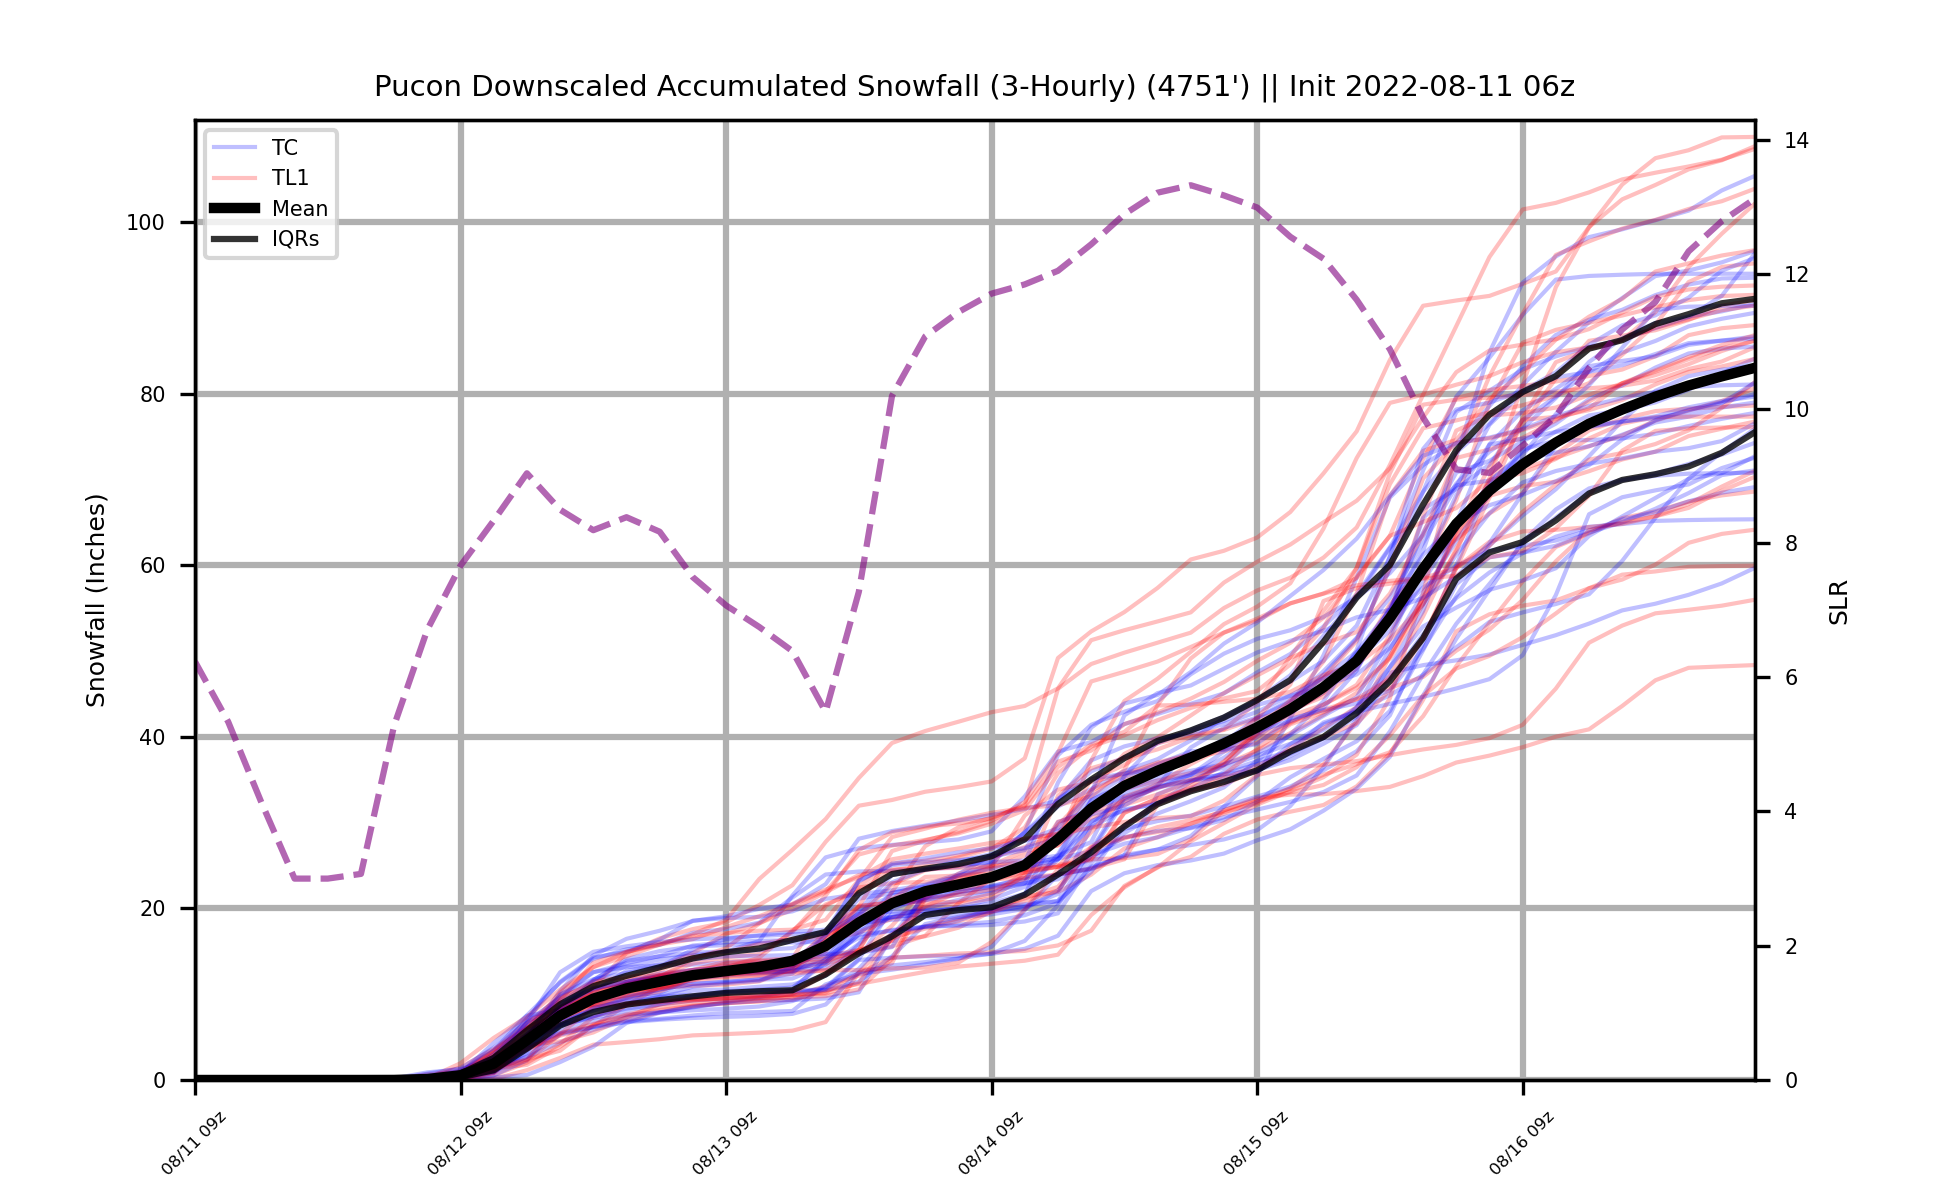 Pucon Downscaled Accumulated Snowfall (3-Hourly) (4751') || Init 2022-08-11 06z
TC
TL1
Mean
IQRs
Snowfall (Inches)
100
80
60
40
20
0
SLR
14
12
10
8
6
4
2
0
08/11 09z
08/12 09z
08/13 09z
08/14 09z
08/15 09z
08/16 09z